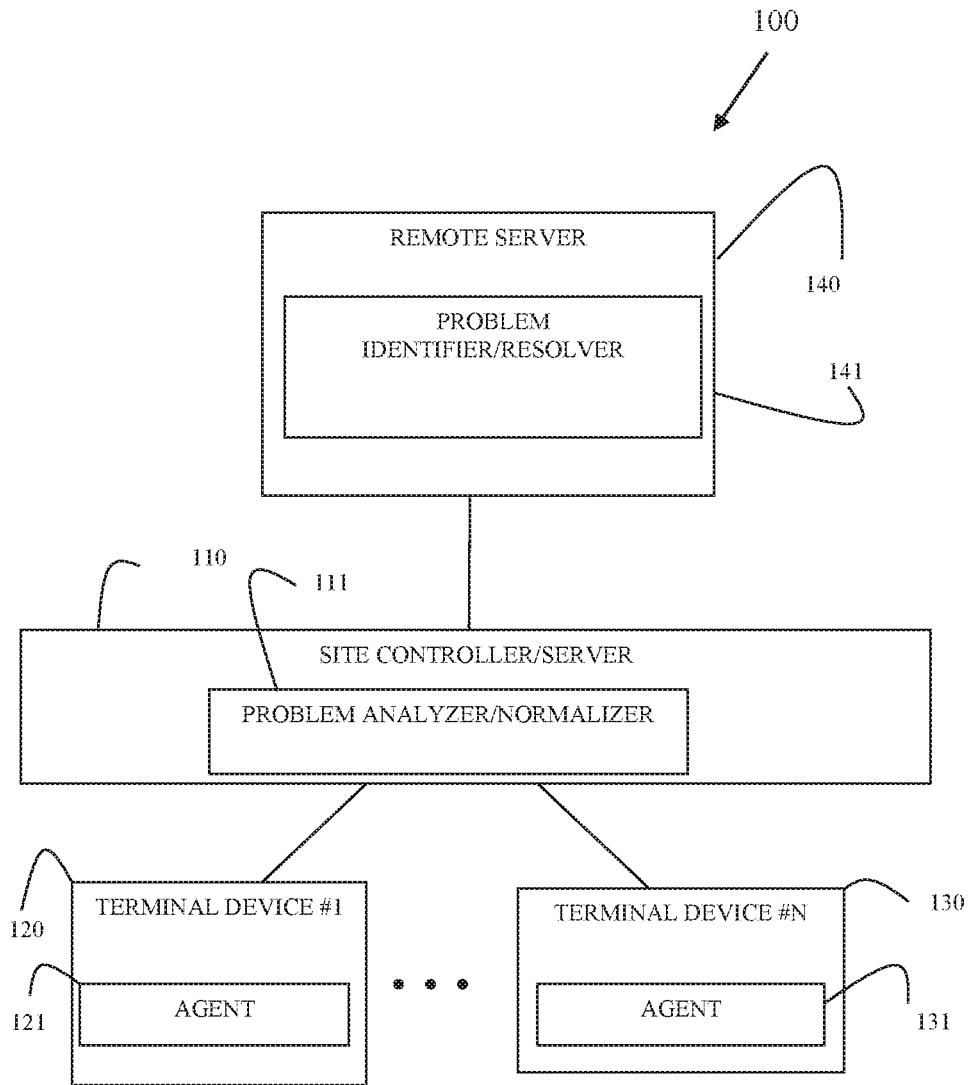 100
REMOTE SERVER
140
PROBLEM
IDENTIFIER/RESOLVER
141
110
111
SITE CONTROLLER/SERVER
PROBLEM ANALYZER/NORMALIZER
TERMINAL DEVICE #1
TERMINAL DEVICE #N
130
120
AGENT
AGENT
121
131